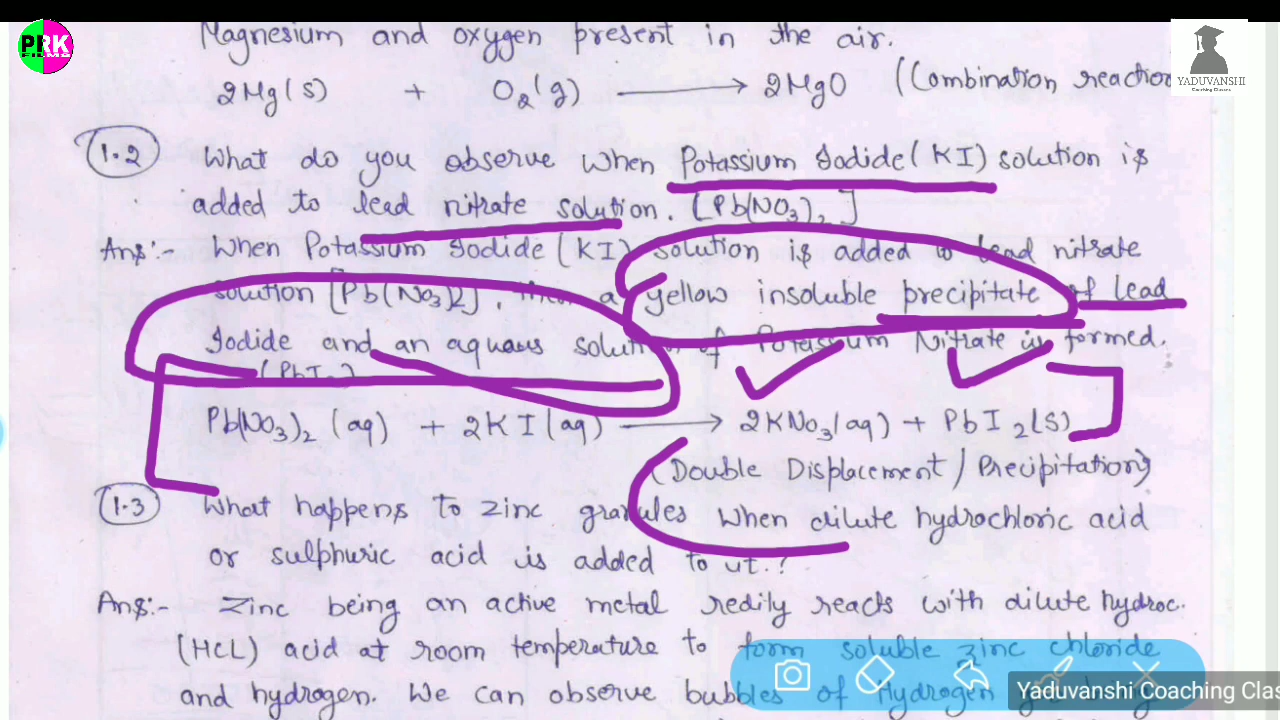 PRK
FILMS
YADUVANSHI
Coaching Classes
Magnesium and oxygen present in the air.
2Mg(s) + O₂(g) ⟶ 2MgO (Combination reaction
1.2 What do you observe when Potassium Iodide (KI) solution is
added to lead nitrate solution. [Pb(NO₃)₂]
Ans:- When Potassium Iodide (KI) solution is added to lead nitrate
solution [Pb(NO₃)2], then a yellow insoluble precipitate of lead
Iodide and an aquous solution of Potassium Nitrate is formed.
(PbI₂)
Pb(NO₃)₂ (aq) + 2KI(aq) ⟶ 2KNO₃(aq) + PbI₂(s)
(Double Displacement / Precipitation)
1.3 What happens to zinc granules when dilute hydrochloric acid
or sulphuric acid is added to it.?
Ans:- Zinc being an active metal redily reacts with dilute hydroc.
(HCL) acid at room temperature to form soluble zinc chloride
and hydrogen. We can observe bubbles of Hydrogen
Yaduvanshi Coaching Clas